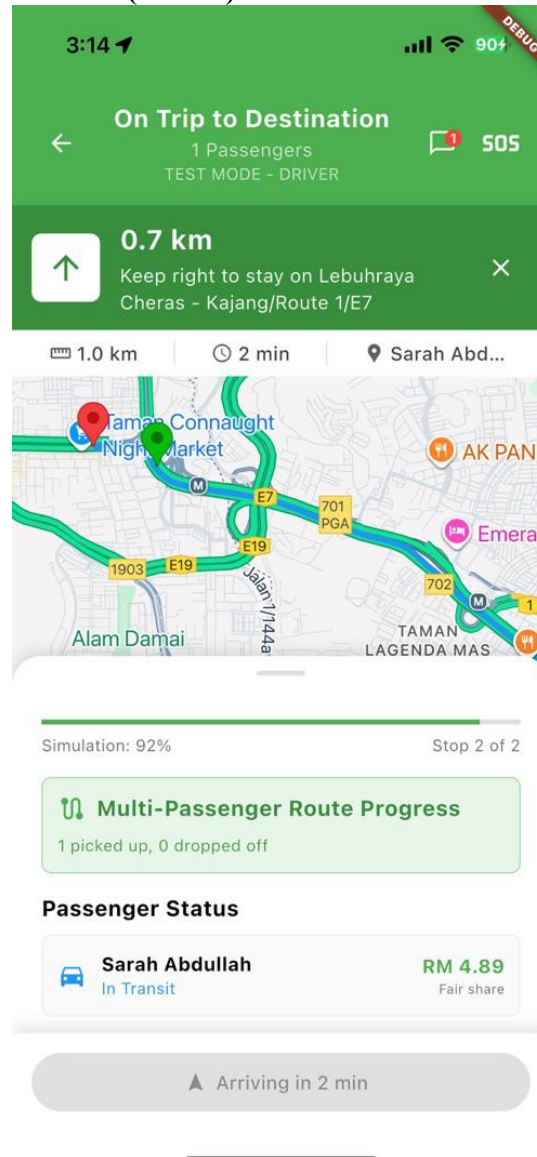 3:14
90
DEBUG
On Trip to Destination
1
SOS
1 Passengers
TEST MODE - DRIVER
0.7 km
Keep right to stay on Lebuhraya
Cheras - Kajang/Route 1/E7
1.0 km
2 min
Sarah Abd...
Taman Connaught
Night Market
AK PAN
M
E7
701
PGA
Emera
E19
E19
1903
Jalan 1/144a
702
M
1
Alam Damai
TAMAN
LAGENDA MAS
Simulation: 92%
Stop 2 of 2
Multi-Passenger Route Progress
1 picked up, 0 dropped off
Passenger Status
Sarah Abdullah
RM 4.89
In Transit
Fair share
Arriving in 2 min